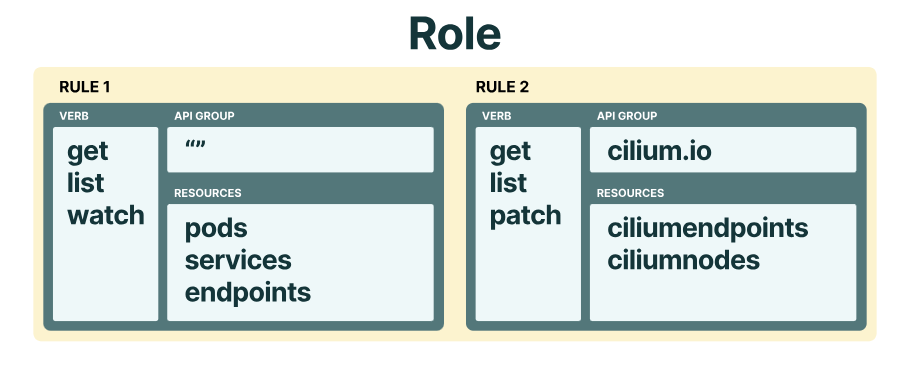 Role
RULE 1
VERB
get
list
watch
API GROUP
“”
RESOURCES
pods
services
endpoints
RULE 2
VERB
get
list
patch
API GROUP
cilium.io
RESOURCES
ciliumendpoints
ciliumnodes